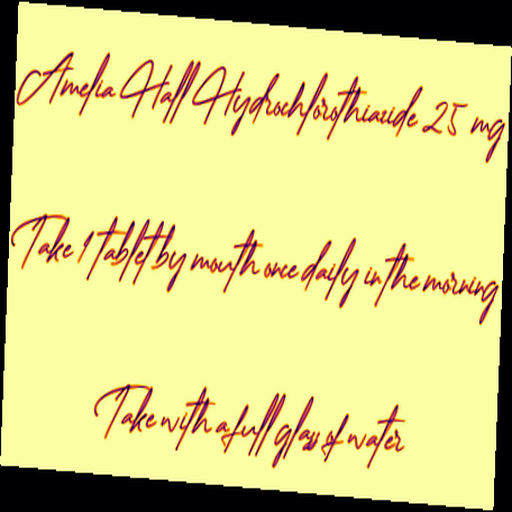 Amelia Hall Hydrochlorothiazide 25 mg
Take 1 tablet by mouth once daily in the morning
Take with a full glass of water